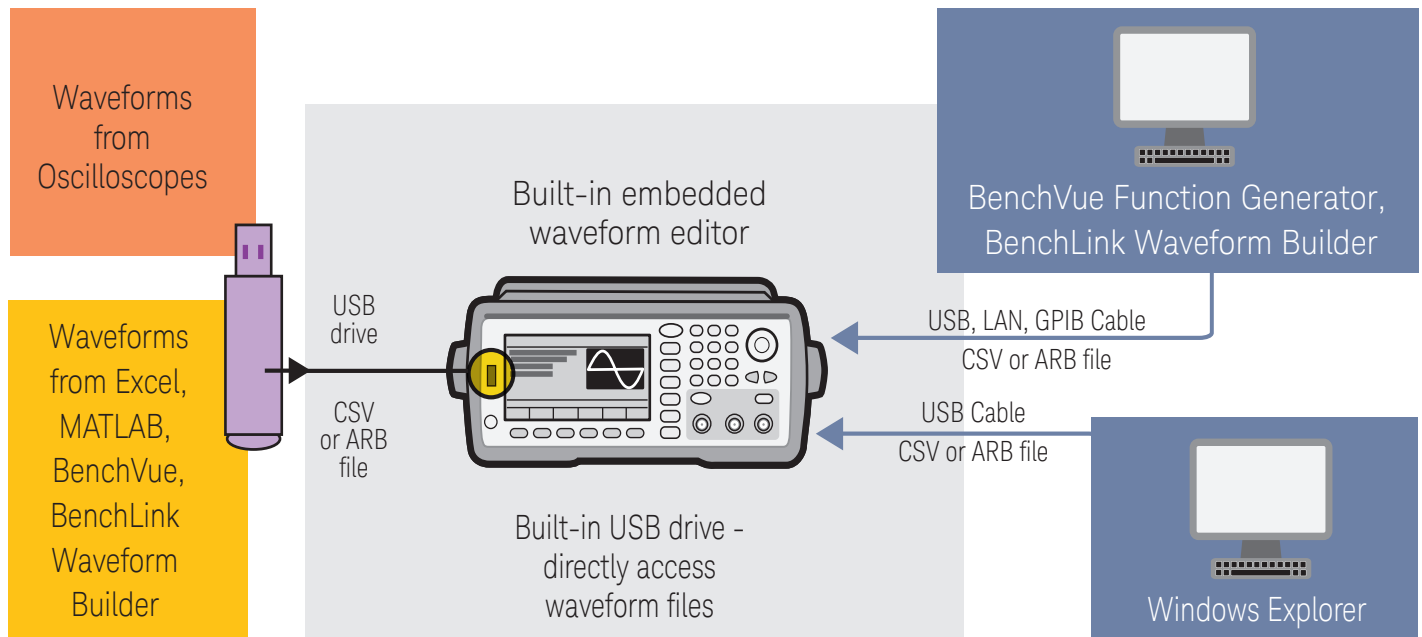 Waveforms
from
Oscilloscopes
Waveforms
from Excel,
MATLAB,
BenchVue,
BenchLink
Waveform
Builder
USB
drive
CSV
or ARB
file
Built-in embedded
waveform editor
Built-in USB drive -
directly access
waveform files
BenchVue Function Generator,
BenchLink Waveform Builder
USB, LAN, GPIB Cable
CSV or ARB file
USB Cable
CSV or ARB file
Windows Explorer